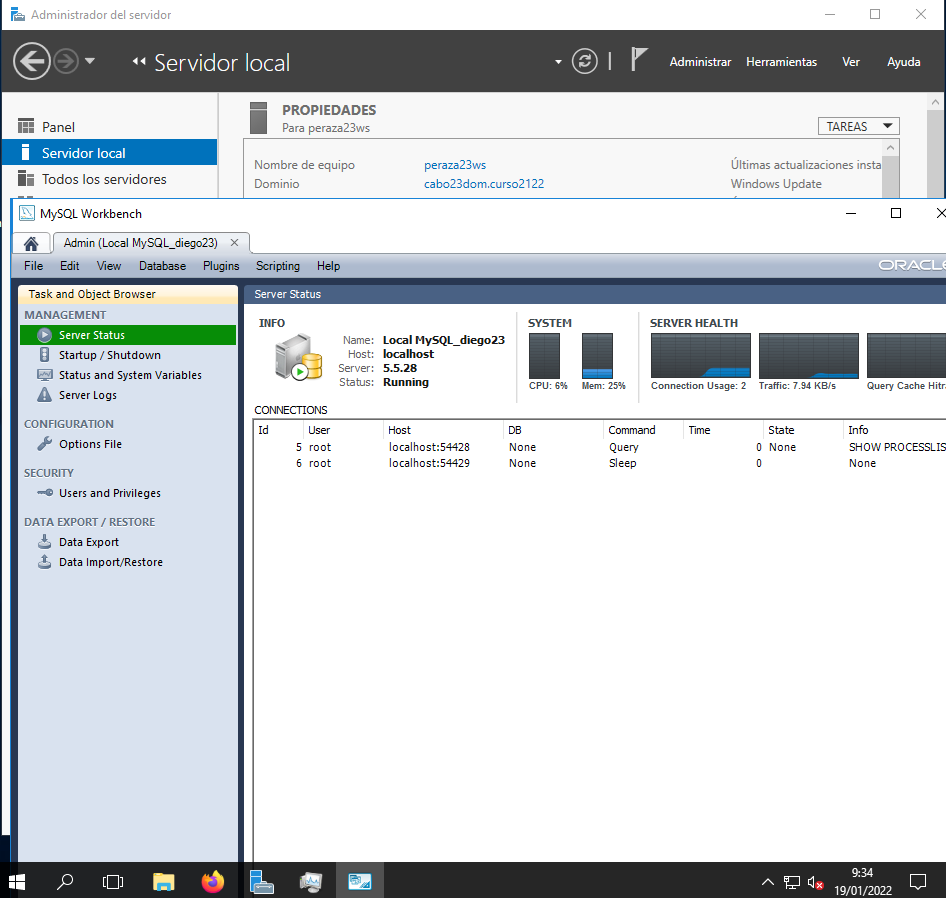 Administrador del servidor
Servidor local
Administrar Herramientas Ver Ayuda
Panel
Servidor local
Todos los servidores
PROPIEDADES
Para peraza23ws
TAREAS
Nombre de equipo peraza23ws Últimas actualizaciones insta
Dominio cabo23dom.curso2122 Windows Update
MySQL Workbench
Admin (Local MySQL_diego23)
File Edit View Database Plugins Scripting Help
ORACLE
Task and Object Browser
MANAGEMENT
Server Status
Startup / Shutdown
Status and System Variables
Server Logs
CONFIGURATION
Options File
SECURITY
Users and Privileges
DATA EXPORT / RESTORE
Data Export
Data Import/Restore
Server Status
INFO
Name: Local MySQL_diego23
Host: localhost
Server: 5.5.28
Status: Running
SYSTEM
CPU: 6% Mem: 25%
SERVER HEALTH
Connection Usage: 2 Traffic: 7.94 KB/s Query Cache Hitra
CONNECTIONS
Id User Host DB Command Time State Info
5 root localhost:54428 None Query 0 None SHOW PROCESSLIS
6 root localhost:54429 None Sleep 0 None
9:34
19/01/2022